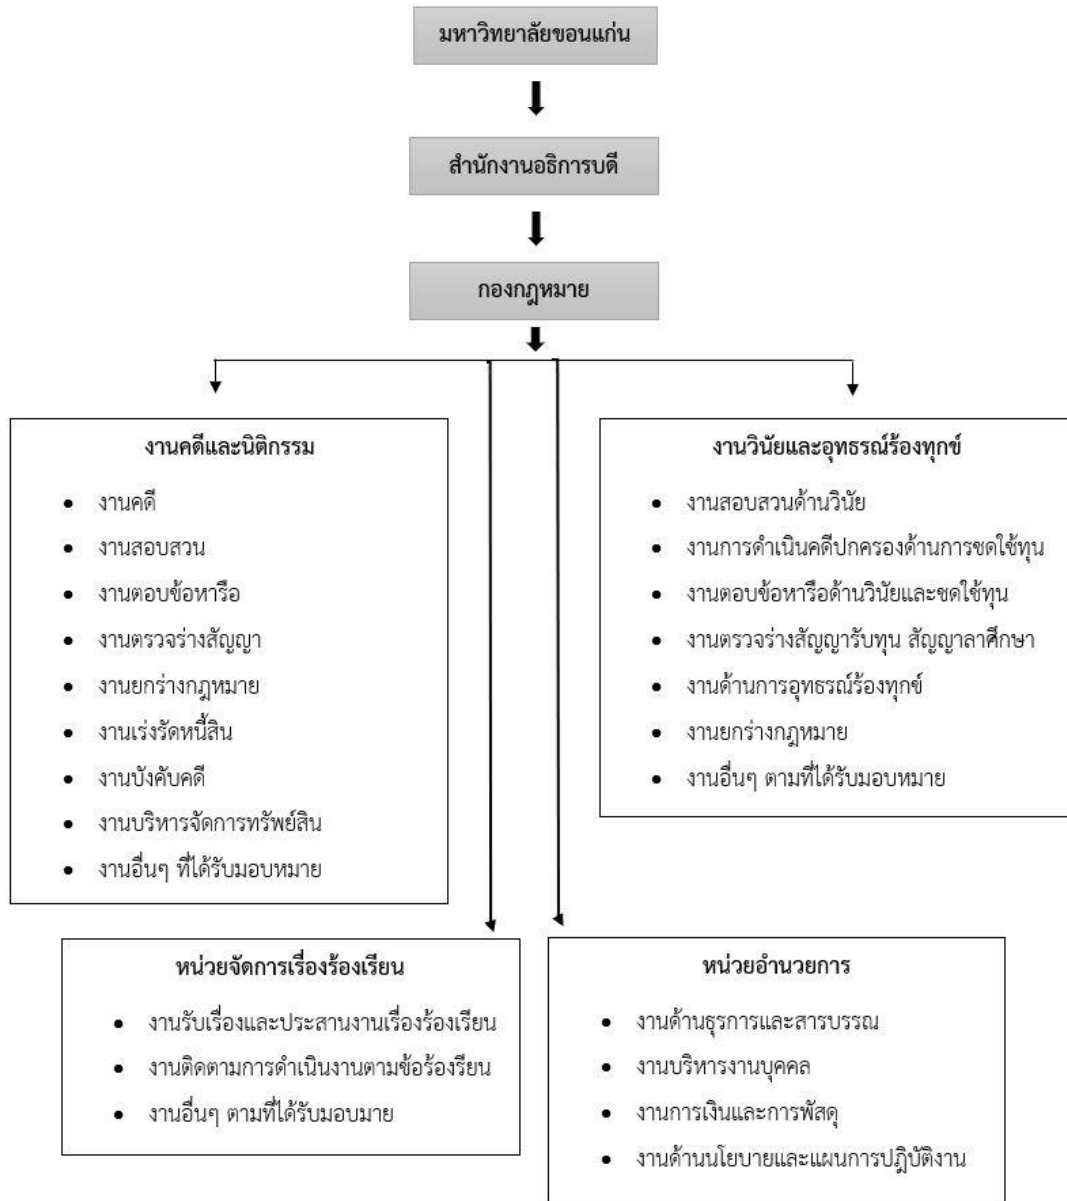 มหาวิทยาลัยขอนแก่น
สำนักงานอธิการบดี
กองกฎหมาย
งานคดีและนิติกรรม
• งานคดี
• งานสอบสวน
• งานตอบข้อหารือ
• งานตรวจร่างสัญญา
• งานยกร่างกฎหมาย
• งานเร่งรัดหนี้สิน
• งานบังคับคดี
• งานบริหารจัดการทรัพย์สิน
• งานอื่นๆ ที่ได้รับมอบหมาย
งานวินัยและอุทธรณ์ร้องทุกข์
• งานสอบสวนด้านวินัย
• งานการดำเนินคดีปกครองด้านการชดใช้ทุน
• งานตอบข้อหารือด้านวินัยและชดใช้ทุน
• งานตรวจร่างสัญญารับทุน สัญญาลาศึกษา
• งานด้านการอุทธรณ์ร้องทุกข์
• งานยกร่างกฎหมาย
• งานอื่นๆ ตามที่ได้รับมอบหมาย
หน่วยจัดการเรื่องร้องเรียน
• งานรับเรื่องและประสานงานเรื่องร้องเรียน
• งานติดตามการดำเนินงานตามข้อร้องรียน
• งานอื่นๆ ตามที่ได้รับมอบมาย
หน่วยอำนวยการ
• งานด้านธุรการและสารบรรณ
• งานบริหารงานบุคคล
• งานการเงินและการพัสดุ
• งานด้านนโยบายและแผนการปฏิบัติงาน